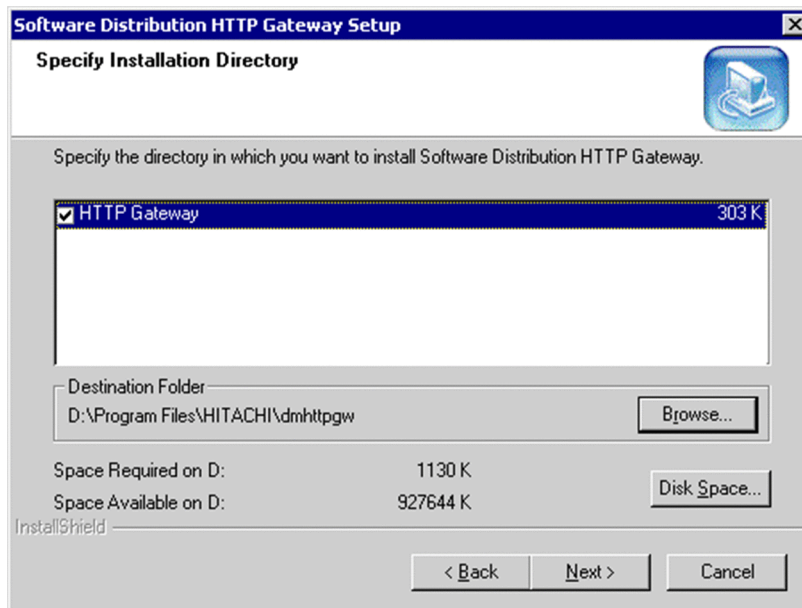 Software Distribution HTTP Gateway Setup
Specify Installation Directory
Specify the directory in which you want to install Software Distribution HTTP Gateway.
HTTP Gateway 303 K
Destination Folder
D:\Program Files\HITACHI\dmhttpgw
Browse...
Space Required on D: 1130 K
Space Available on D: 927644 K
Disk Space...
InstallShield
< Back Next > Cancel